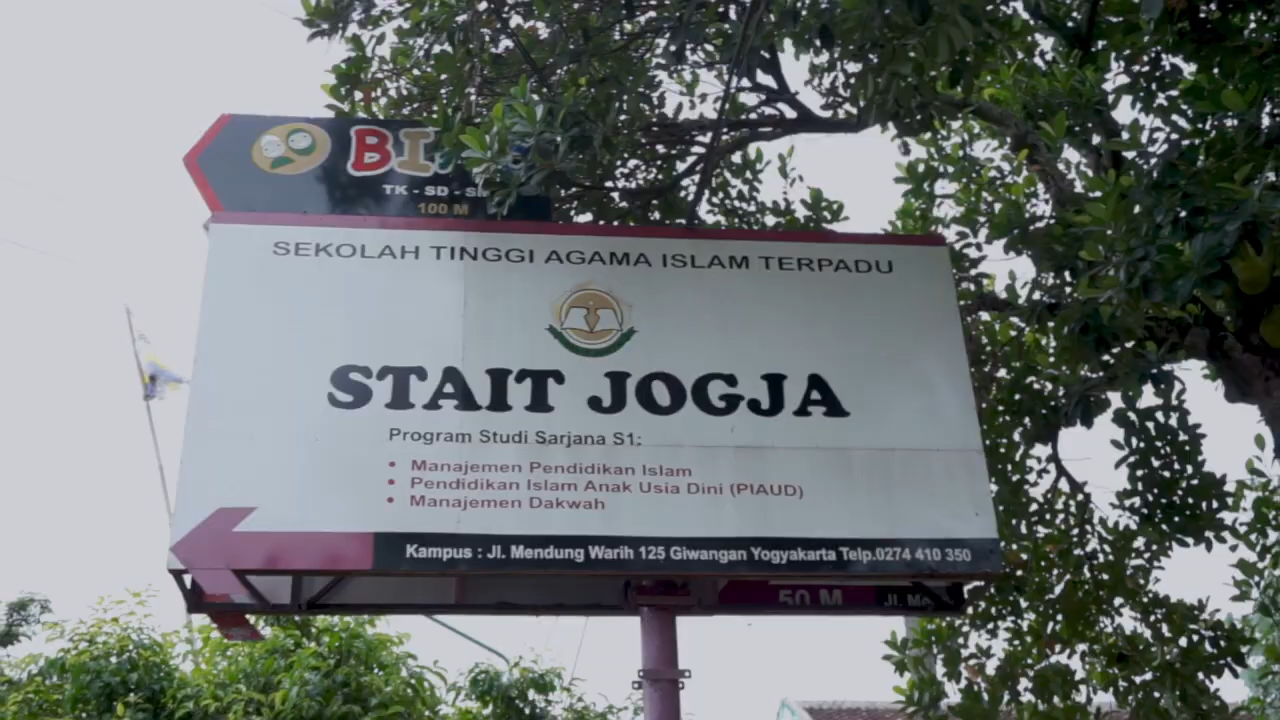 TK - SD -
100 M
SEKOLAH TINGGI AGAMA ISLAM TERPADU
STAIT JOGJA
Program Studi Sarjana S1:
• Manajemen Pendidikan Islam
• Pendidikan Islam Anak Usia Dini (PIAUD)
• Manajemen Dakwah
Kampus : Jl. Mendung Warih 125 Giwangan Yogyakarta Telp.0274 410 350
50 M Jl.